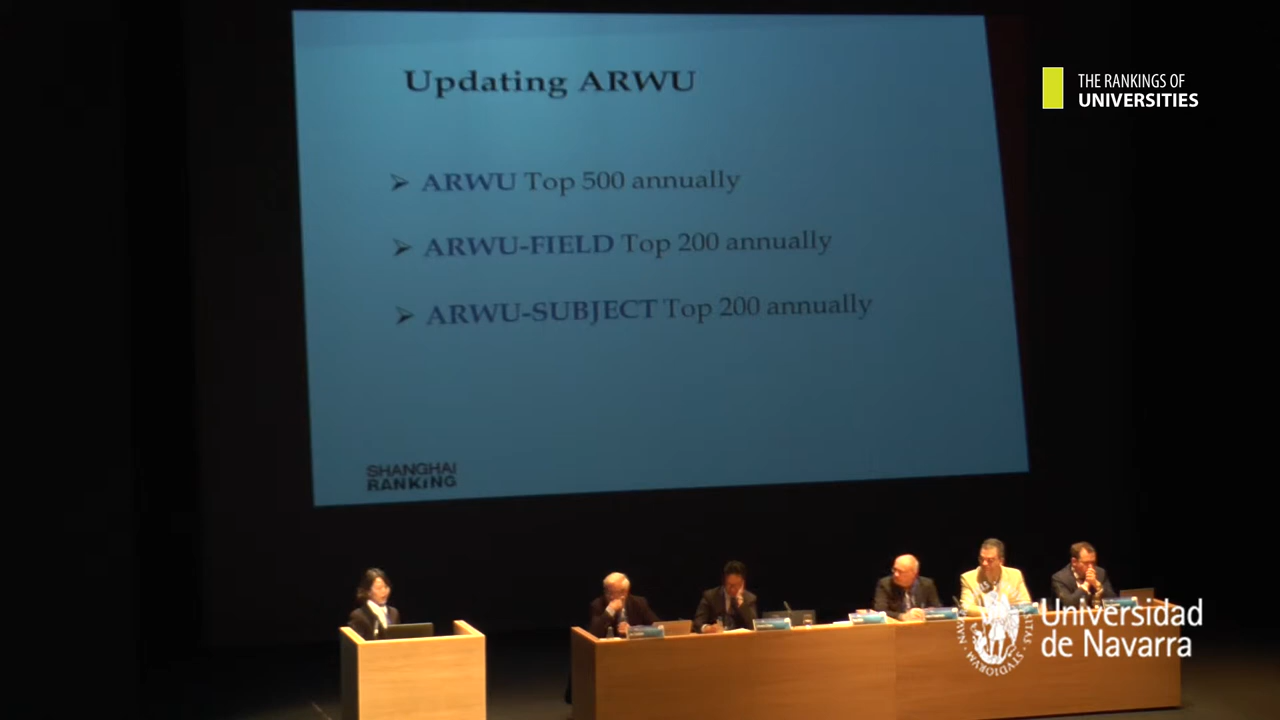 Updating ARWU
THE RANKINGS OF
UNIVERSITIES
➢ ARWU Top 500 annually
➢ ARWU-FIELD Top 200 annually
➢ ARWU-SUBJECT Top 200 annually
SHANGHAI
RANKING
Universidad
de Navarra